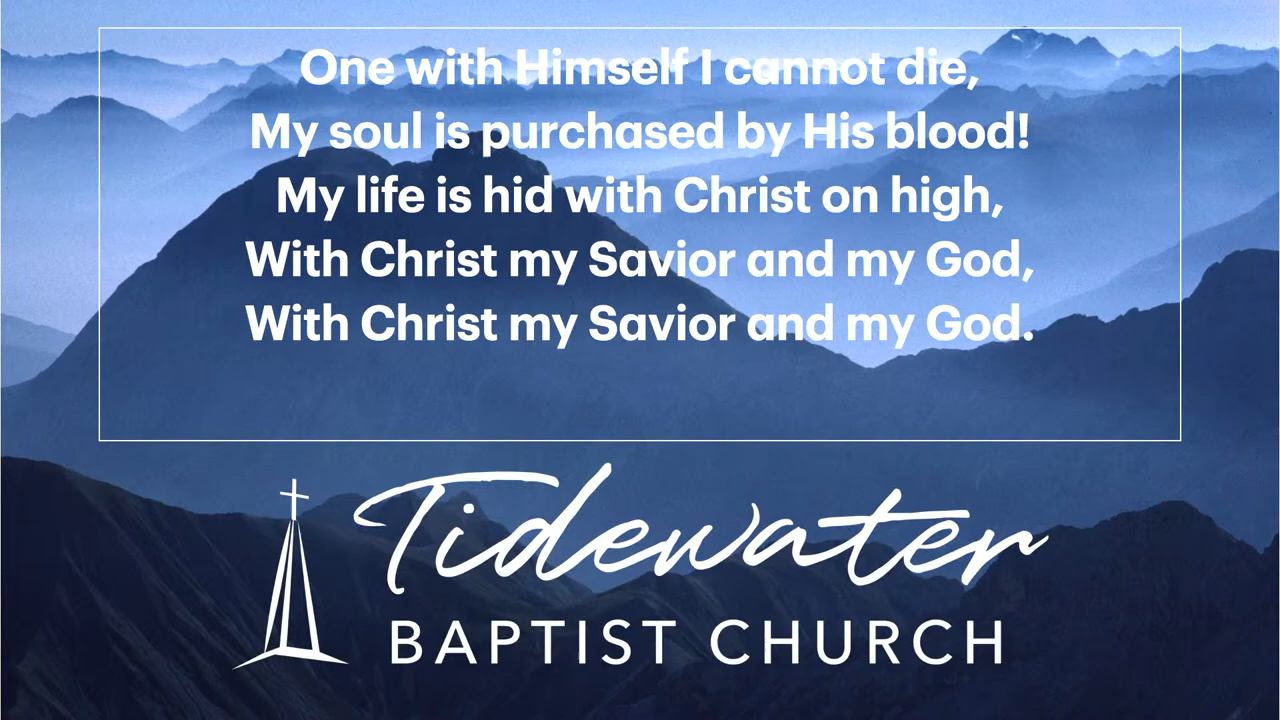 One with Himself I cannot die,
My soul is purchased by His blood!
My life is hid with Christ on high,
With Christ my Savior and my God,
With Christ my Savior and my God.
Tidewater
BAPTIST CHURCH